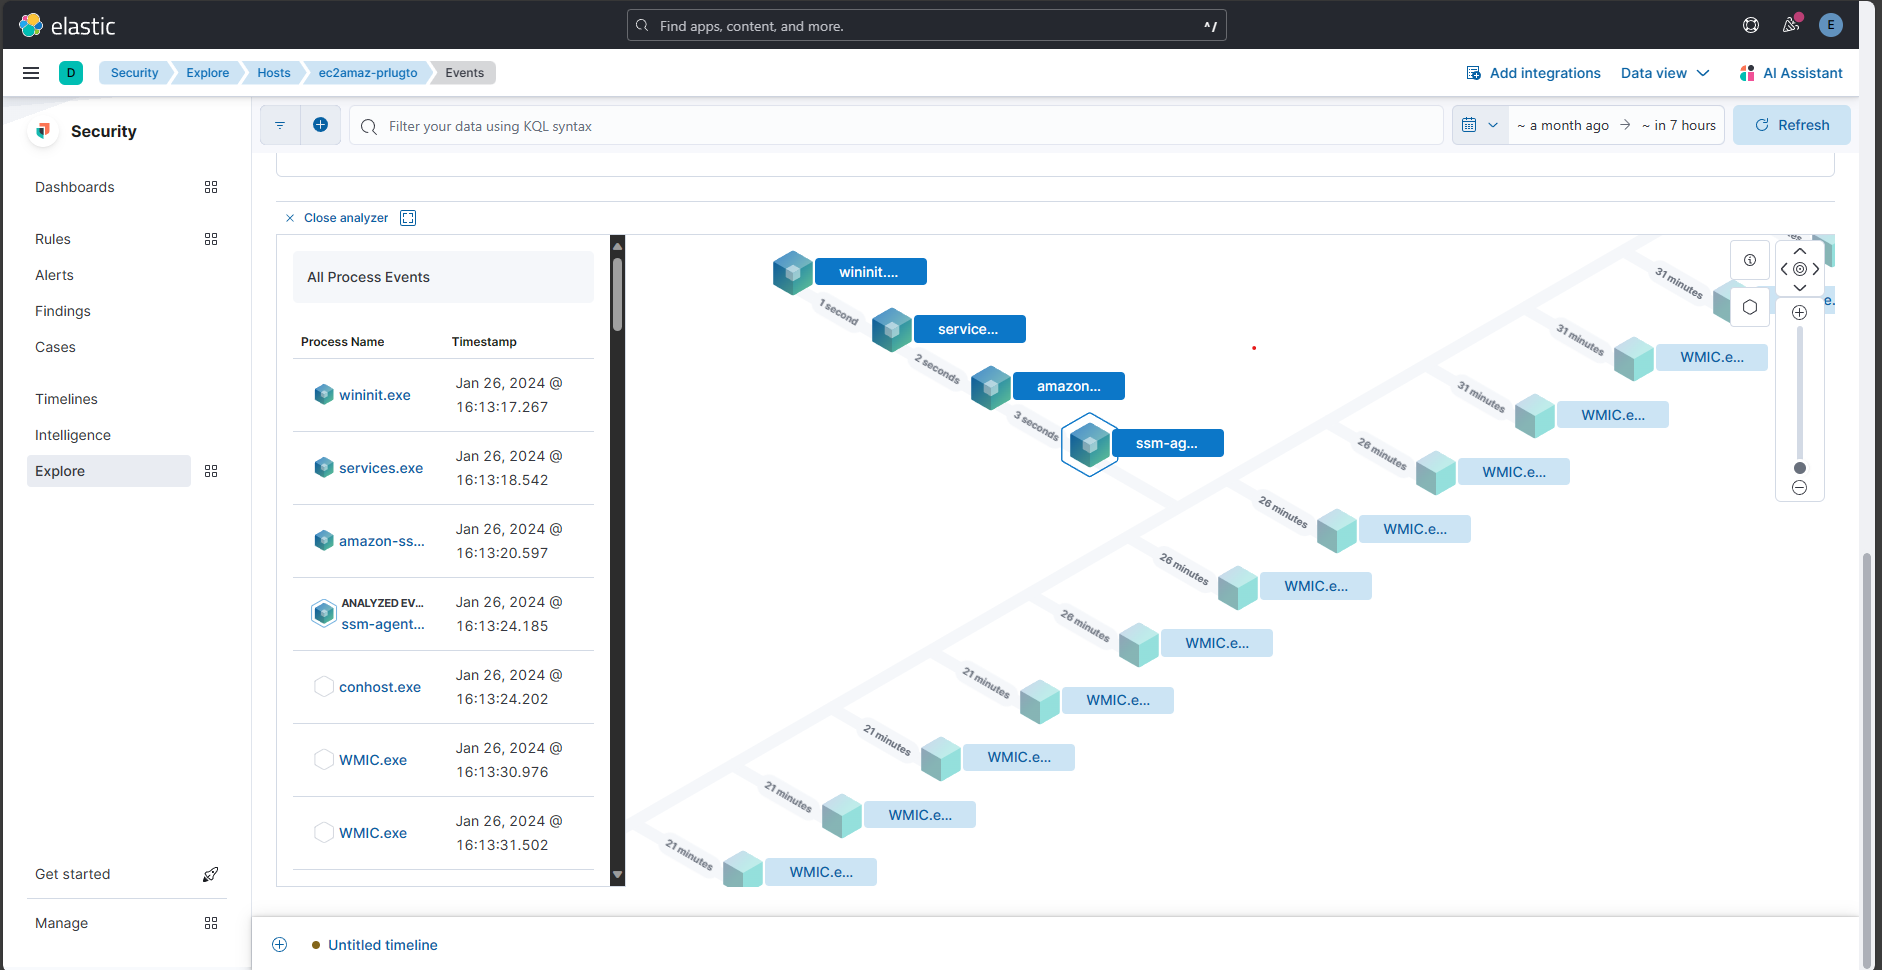 elastic
Find apps, content, and more.
^/
E
D
Security
Explore
Hosts
ec2amaz-prlugto
Events
Add integrations
Data view
AI Assistant
Security
Dashboards
Rules
Alerts
Findings
Cases
Timelines
Intelligence
Explore
Get started
Manage
Filter your data using KQL syntax
~ a month ago → ~ in 7 hours
Refresh
Close analyzer
All Process Events
Process Name Timestamp
wininit.exe
Jan 26, 2024 @
16:13:17.267
services.exe
Jan 26, 2024 @
16:13:18.542
amazon-ss...
Jan 26, 2024 @
16:13:20.597
ANALYZED EV...
ssm-agent...
Jan 26, 2024 @
16:13:24.185
conhost.exe
Jan 26, 2024 @
16:13:24.202
WMIC.exe
Jan 26, 2024 @
16:13:30.976
WMIC.exe
Jan 26, 2024 @
16:13:31.502
wininit....
1 second
service...
2 seconds
amazon...
3 seconds
ssm-ag...
31 minutes
e.
31 minutes
WMIC.e...
31 minutes
WMIC.e...
26 minutes
WMIC.e...
26 minutes
WMIC.e...
26 minutes
WMIC.e...
26 minutes
WMIC.e...
21 minutes
WMIC.e...
21 minutes
WMIC.e...
21 minutes
WMIC.e...
21 minutes
WMIC.e...
Untitled timeline